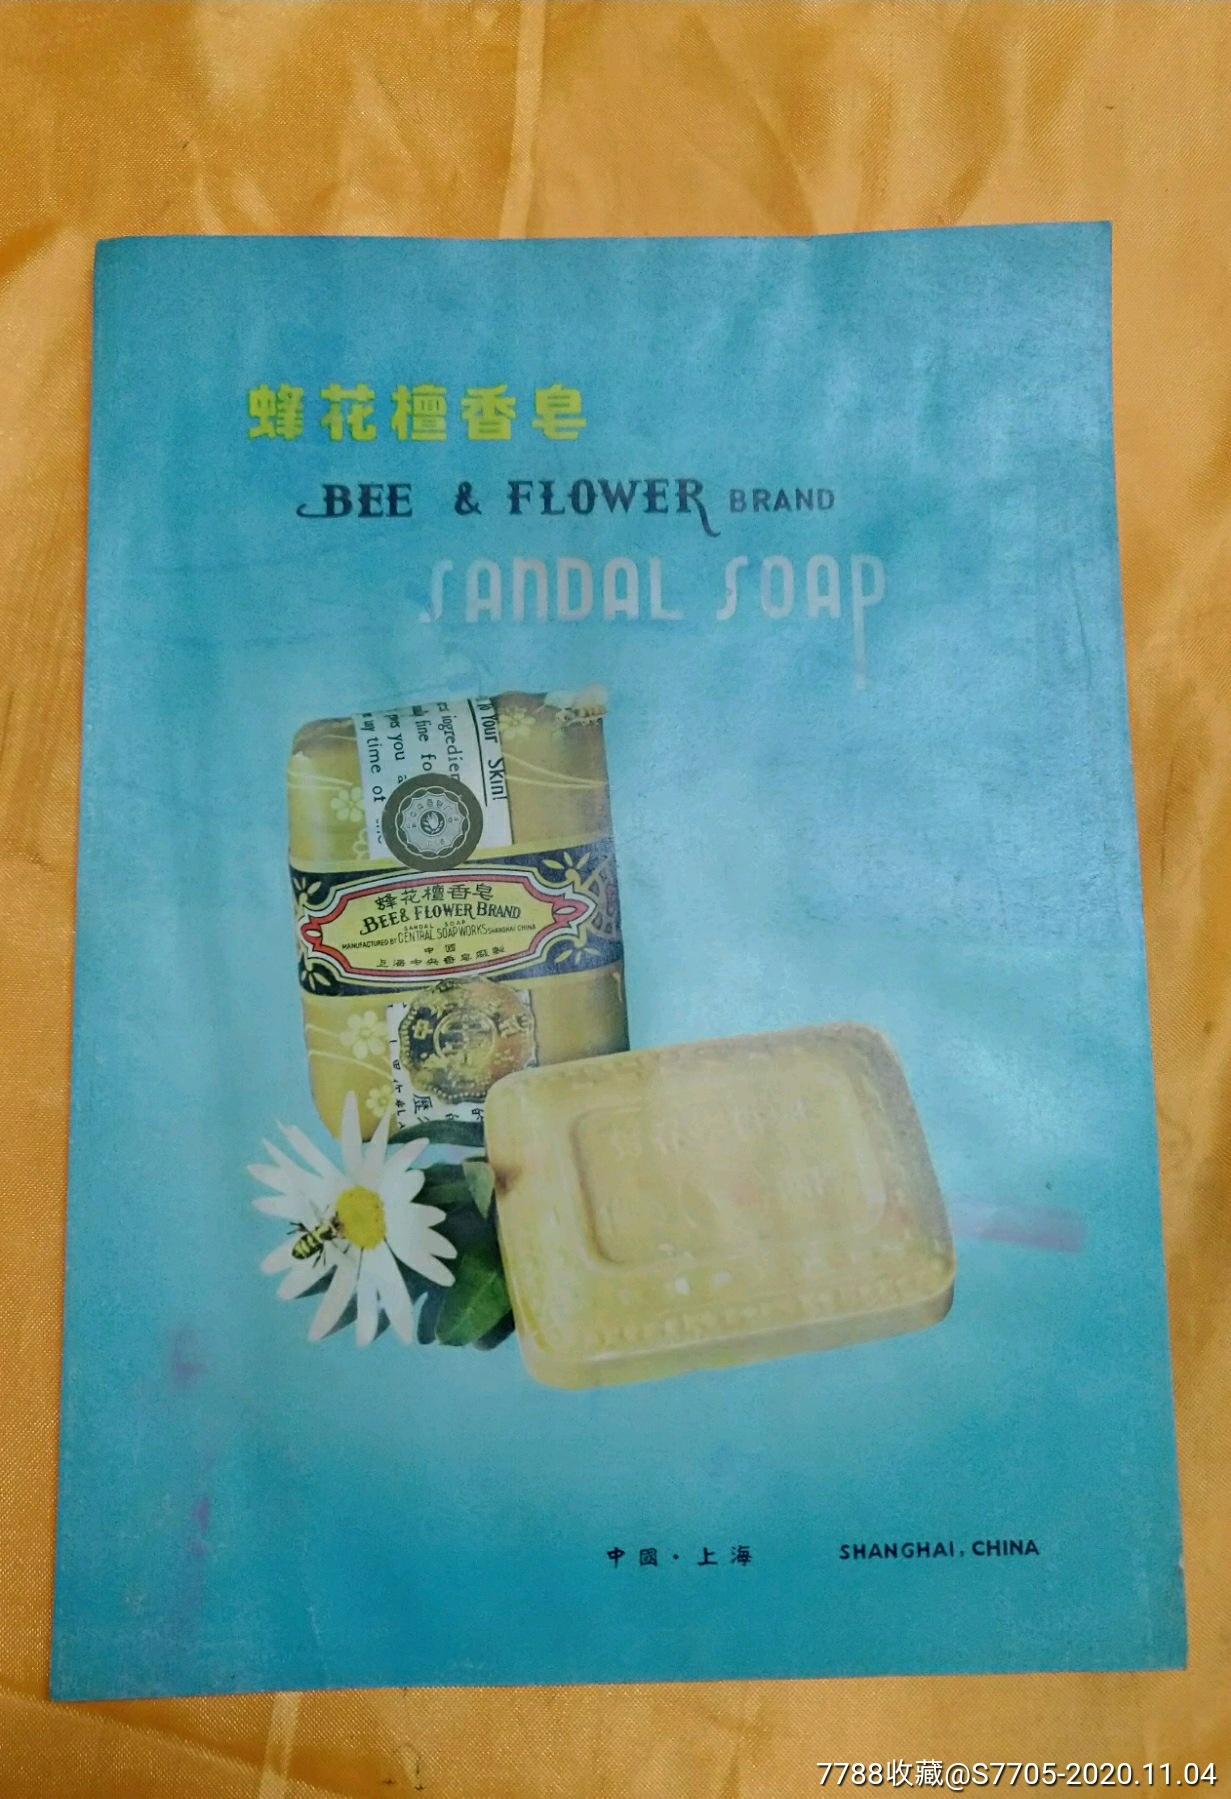 蜂花檀香皂
BEE & FLOWER BRAND
SANDAL SOAP
To Your Skin!
ingredien
fine fo
you
time of
蜂花檀香皂
BEE & FLOWER BRAND
SANDAL SOAP
MANUFACTURED BY CENTRAL SOAP WORKS SHANGHAI CHINA
中國
上海中央香皂厰製
中國·上海 SHANGHAI, CHINA
7788收藏@S7705-2020.11.04